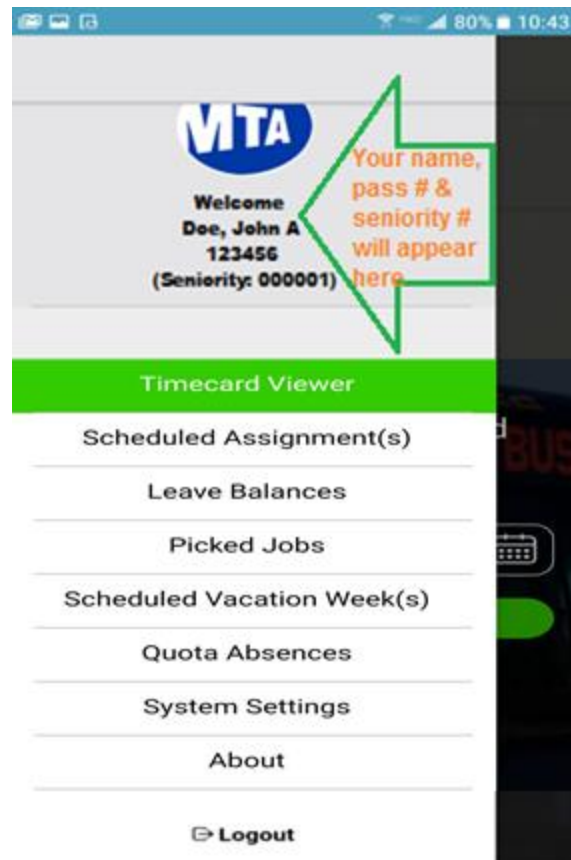 80% 10:43
MTA
Your name,
pass # &
seniority #
will appear
here
Welcome
Doe, John A
123456
(Seniority: 000001)
Timecard Viewer
Scheduled Assignment(s)
Leave Balances
Picked Jobs
Scheduled Vacation Week(s)
Quota Absences
System Settings
About
Logout
d
BUS